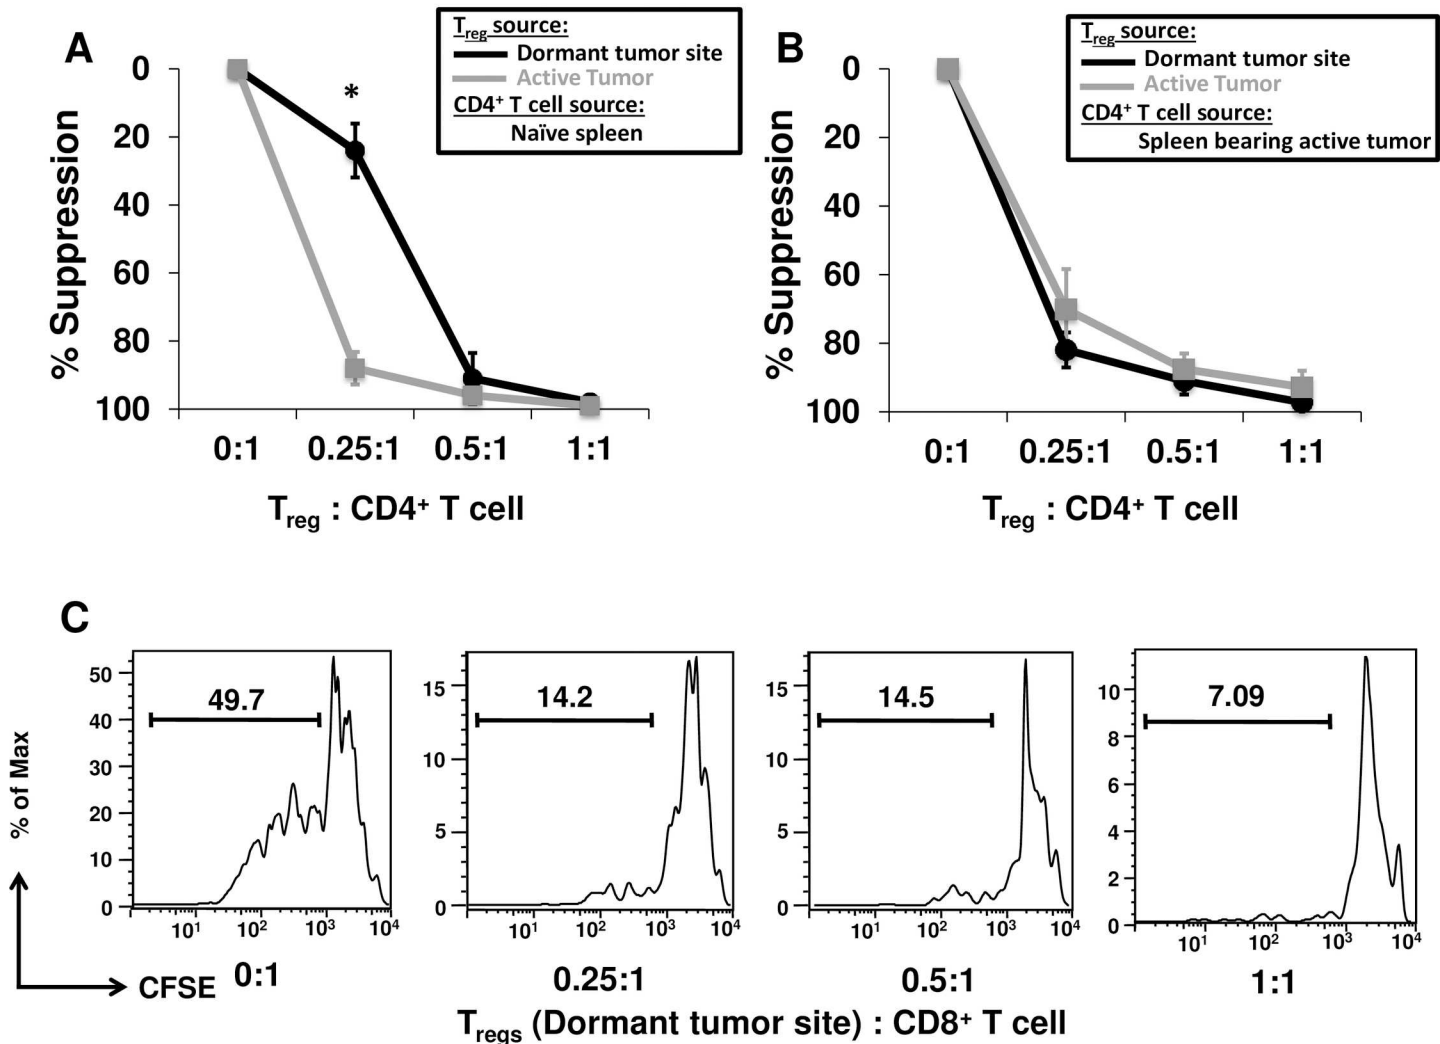 A
T_reg source:
Dormant tumor site
Active Tumor
CD4⁺ T cell source:
Naïve spleen
% Suppression
0
20
40
60
80
100
*
0:1 0.25:1 0.5:1 1:1
T_reg : CD4⁺ T cell
B
T_reg source:
Dormant tumor site
Active Tumor
CD4⁺ T cell source:
Spleen bearing active tumor
% Suppression
0
20
40
60
80
100
0:1 0.25:1 0.5:1 1:1
T_reg : CD4⁺ T cell
C
% of Max
CFSE
50
40
30
20
10
0
49.7
10¹ 10² 10³ 10⁴
0:1
15
10
5
0
14.2
10¹ 10² 10³ 10⁴
0.25:1
15
10
5
0
14.5
10¹ 10² 10³ 10⁴
0.5:1
10
8
6
4
2
0
7.09
10¹ 10² 10³ 10⁴
1:1
T_regs (Dormant tumor site) : CD8⁺ T cell